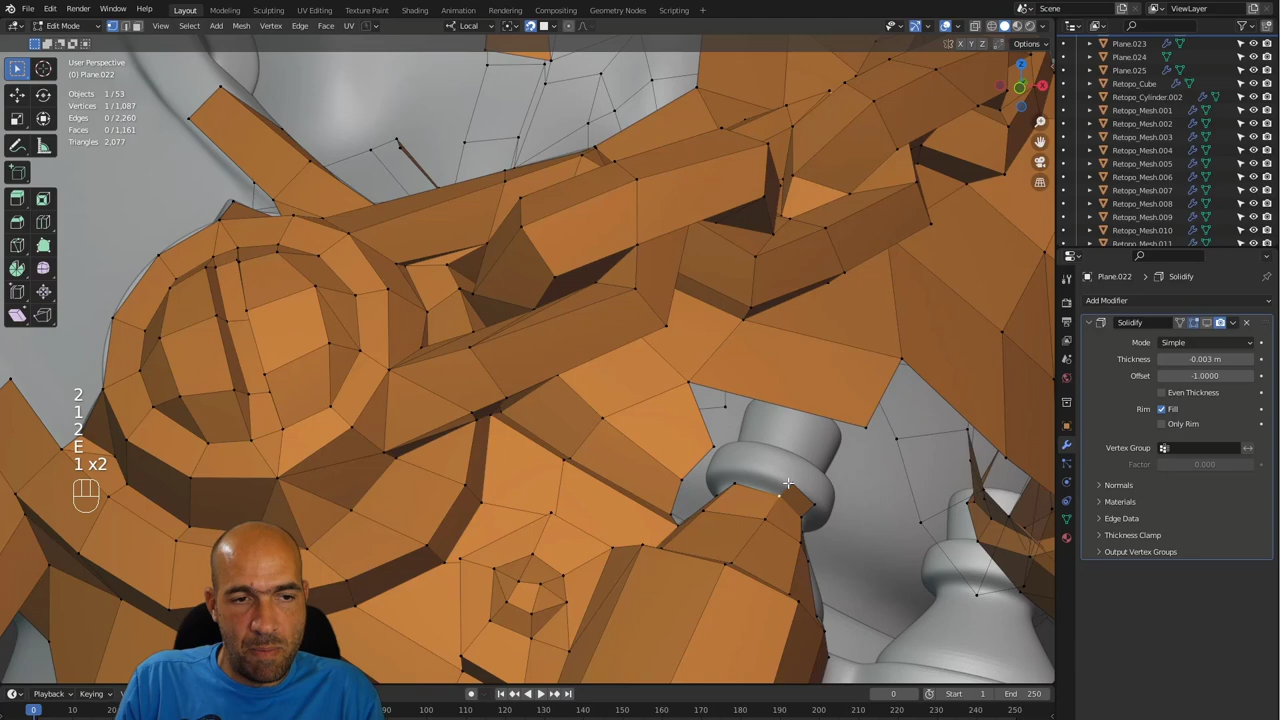 File Edit Render Window Help Layout Modeling Sculpting UV Editing Texture Paint Shading Animation Rendering Compositing Geometry Nodes Scripting Scene ViewLayer
Edit Mode View Select Add Mesh Vertex Edge Face UV Local
X Y Z Options
User Perspective
(0) Plane.022
Objects 1 / 53
Vertices 1 / 1,087
Edges 0 / 2,260
Faces 0 / 1,161
Triangles 2,077
Z
X
2
1
2
E
1 x2
Plane.023
Plane.024
Plane.025
Retopo_Cube
Retopo_Cylinder.002
Retopo_Mesh.001
Retopo_Mesh.002
Retopo_Mesh.003
Retopo_Mesh.004
Retopo_Mesh.005
Retopo_Mesh.006
Retopo_Mesh.007
Retopo_Mesh.008
Retopo_Mesh.009
Retopo_Mesh.010
Retopo_Mesh.011
Plane.022 Solidify
Add Modifier
Solidify
Mode Simple
Thickness -0.003 m
Offset -1.0000
Even Thickness
Rim Fill
Only Rim
Vertex Group
Factor 0.000
Normals
Materials
Edge Data
Thickness Clamp
Output Vertex Groups
Playback Keying 0 Start 1 End 250
0 10 20 70 80 90 100 110 120 130 140 150 160 170 180 190 200 210 220 230 240 250